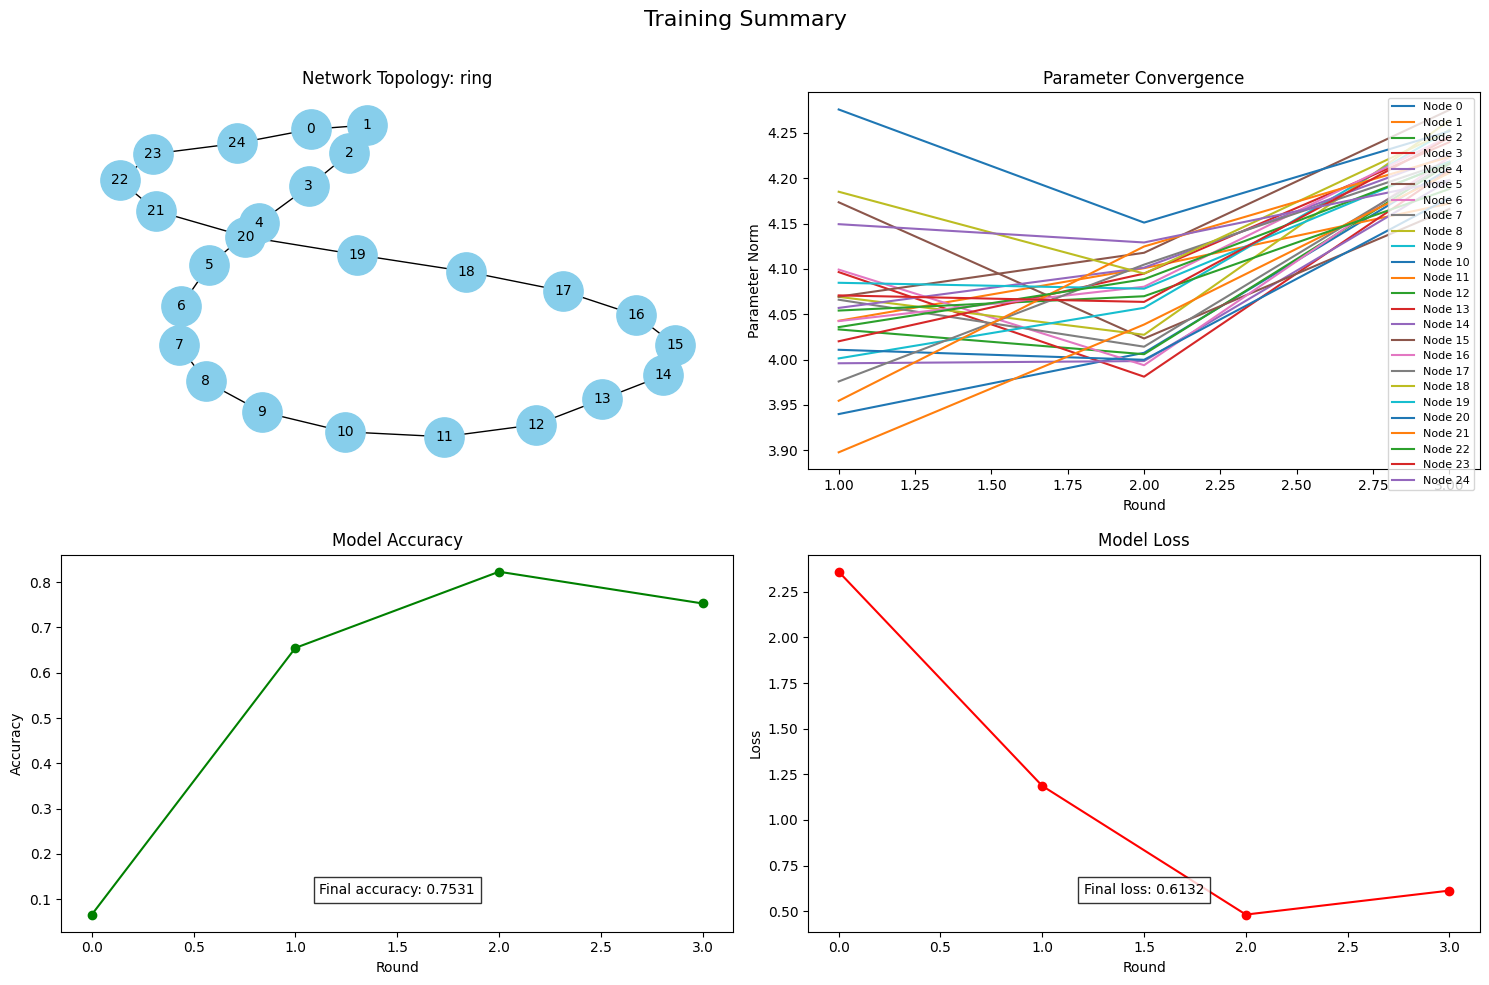 Training Summary
Network Topology: ring
0
1
2
3
4
5
6
7
8
9
10
11
12
13
14
15
16
17
18
19
20
21
22
23
24
Parameter Convergence
Parameter Norm
4.25
4.20
4.15
4.10
4.05
4.00
3.95
3.90
1.00
1.25
1.50
1.75
2.00
2.25
2.50
2.75
3.00
Round
Node 0
Node 1
Node 2
Node 3
Node 4
Node 5
Node 6
Node 7
Node 8
Node 9
Node 10
Node 11
Node 12
Node 13
Node 14
Node 15
Node 16
Node 17
Node 18
Node 19
Node 20
Node 21
Node 22
Node 23
Node 24
Model Accuracy
Accuracy
0.8
0.7
0.6
0.5
0.4
0.3
0.2
0.1
Final accuracy: 0.7531
0.0
0.5
1.0
1.5
2.0
2.5
3.0
Round
Model Loss
Loss
2.25
2.00
1.75
1.50
1.25
1.00
0.75
0.50
Final loss: 0.6132
0.0
0.5
1.0
1.5
2.0
2.5
3.0
Round